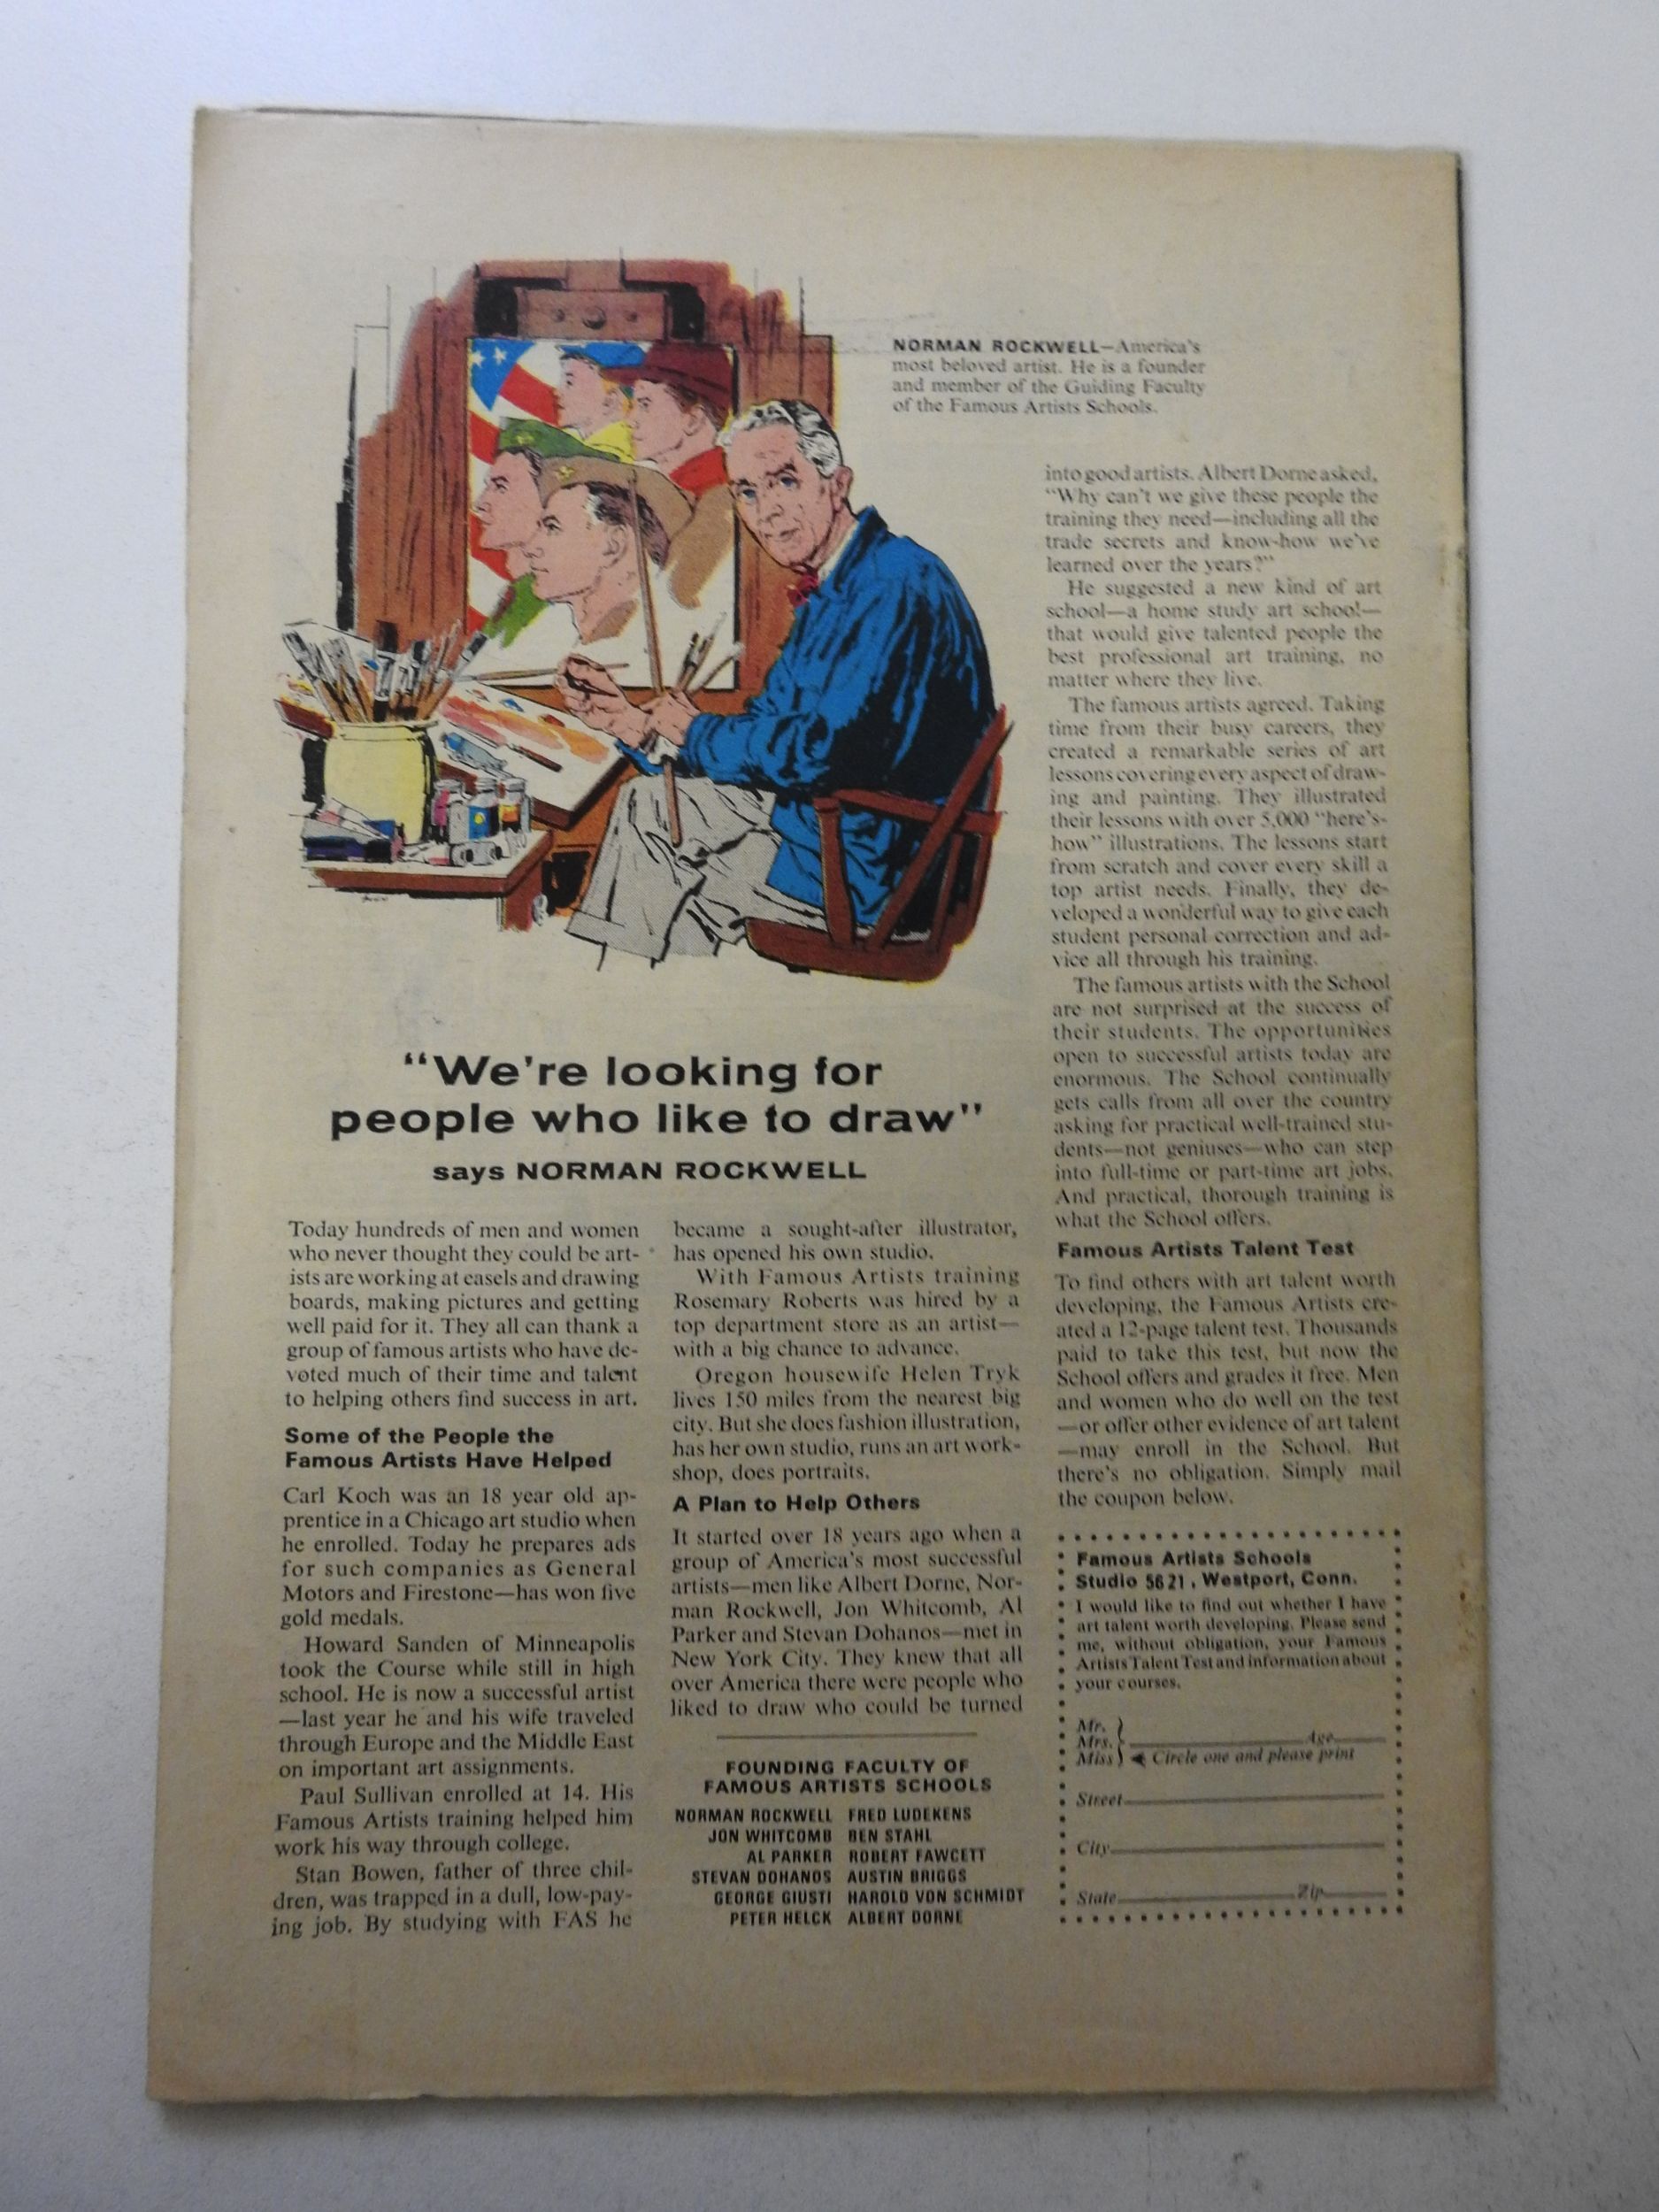 NORMAN ROCKWELL—America's
most beloved artist. He is a founder
and member of the Guiding Faculty
of the Famous Artists Schools.
"We're looking for
people who like to draw"
says NORMAN ROCKWELL
Today hundreds of men and women
who never thought they could be art-
ists are working at easels and drawing
boards, making pictures and getting
well paid for it. They all can thank a
group of famous artists who have de-
voted much of their time and talent
to helping others find success in art.
Some of the People the
Famous Artists Have Helped
Carl Koch was an 18 year old ap-
prentice in a Chicago art studio when
he enrolled. Today he prepares ads
for such companies as General
Motors and Firestone—has won five
gold medals.
Howard Sanden of Minneapolis
took the Course while still in high
school. He is now a successful artist
—last year he and his wife traveled
through Europe and the Middle East
on important art assignments.
Paul Sullivan enrolled at 14. His
Famous Artists training helped him
work his way through college.
Stan Bowen, father of three chil-
dren, was trapped in a dull, low-pay-
ing job. By studying with FAS he
became a sought-after illustrator,
has opened his own studio.
With Famous Artists training
Rosemary Roberts was hired by a
top department store as an artist—
with a big chance to advance.
Oregon housewife Helen Tryk
lives 150 miles from the nearest big
city. But she does fashion illustration,
has her own studio, runs an art work-
shop, does portraits.
A Plan to Help Others
It started over 18 years ago when a
group of America's most successful
artists—men like Albert Dorne, Nor-
man Rockwell, Jon Whitcomb, Al
Parker and Stevan Dohanos—met in
New York City. They knew that all
over America there were people who
liked to draw who could be turned
FOUNDING FACULTY OF
FAMOUS ARTISTS SCHOOLS
NORMAN ROCKWELL FRED LUDEKENS
JON WHITCOMB BEN STAHL
AL PARKER ROBERT FAWCETT
STEVAN DOHANOS AUSTIN BRIGGS
GEORGE GIUSTI HAROLD VON SCHMIDT
PETER HELCK ALBERT DORNE
into good artists. Albert Dorne asked,
"Why can't we give these people the
training they need—including all the
trade secrets and know-how we've
learned over the years?"
He suggested a new kind of art
school—a home study art school—
that would give talented people the
best professional art training, no
matter where they live.
The famous artists agreed. Taking
time from their busy careers, they
created a remarkable series of art
lessons covering every aspect of draw-
ing and painting. They illustrated
their lessons with over 5,000 "here's-
how" illustrations. The lessons start
from scratch and cover every skill a
top artist needs. Finally, they de-
veloped a wonderful way to give each
student personal correction and ad-
vice all through his training.
The famous artists with the School
are not surprised at the success of
their students. The opportunities
open to successful artists today are
enormous. The School continually
gets calls from all over the country
asking for practical well-trained stu-
dents—not geniuses—who can step
into full-time or part-time art jobs.
And practical, thorough training is
what the School offers.
Famous Artists Talent Test
To find others with art talent worth
developing, the Famous Artists cre-
ated a 12-page talent test. Thousands
paid to take this test, but now the
School offers and grades it free. Men
and women who do well on the test
—or offer other evidence of art talent
—may enroll in the School. But
there's no obligation. Simply mail
the coupon below.
Famous Artists Schools
Studio 5621, Westport, Conn.
I would like to find out whether I have
art talent worth developing. Please send
me, without obligation, your Famous
Artists Talent Test and information about
your courses.
Mr.
Mrs. Age
Miss Circle one and please print
Street
City
State Zip